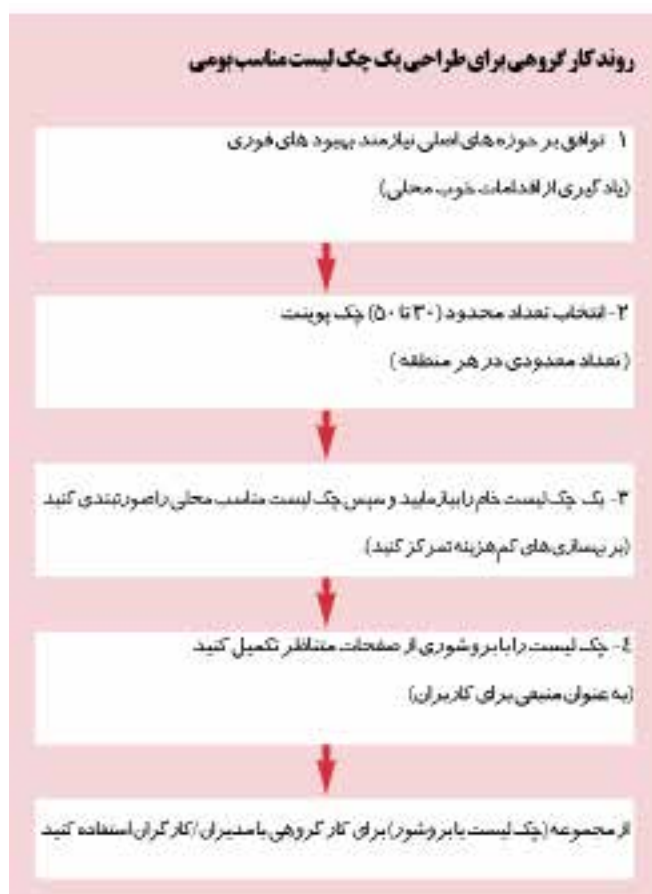 روند کار گروهی برای طراحی یک چک لیست مناسب بومی
۱ توافق بر حوزه های اصلی نیازمند بهبود های فوری
(یادگیری از اقدامات خوب محلی)
۲- انتخاب تعداد محدود (۳۰ تا ۵۰) چک پوینت
(تعداد معدودی در هر منطقه)
۳- یک چک لیست خام را بیازمایید و سپس چک لیست مناسب محلی را صورتبندی کنید
(بر بهسازی های کم هزینه تمرکز کنید)
٤- چک لیست را با بروشوری از صفحات متناظر تکمیل کنید
(به عنوان منبعی برای کاربران)
از مجموعه (چک لیست با بروشور) برای کار گروهی با مدیران/کارگران استفاده کنید